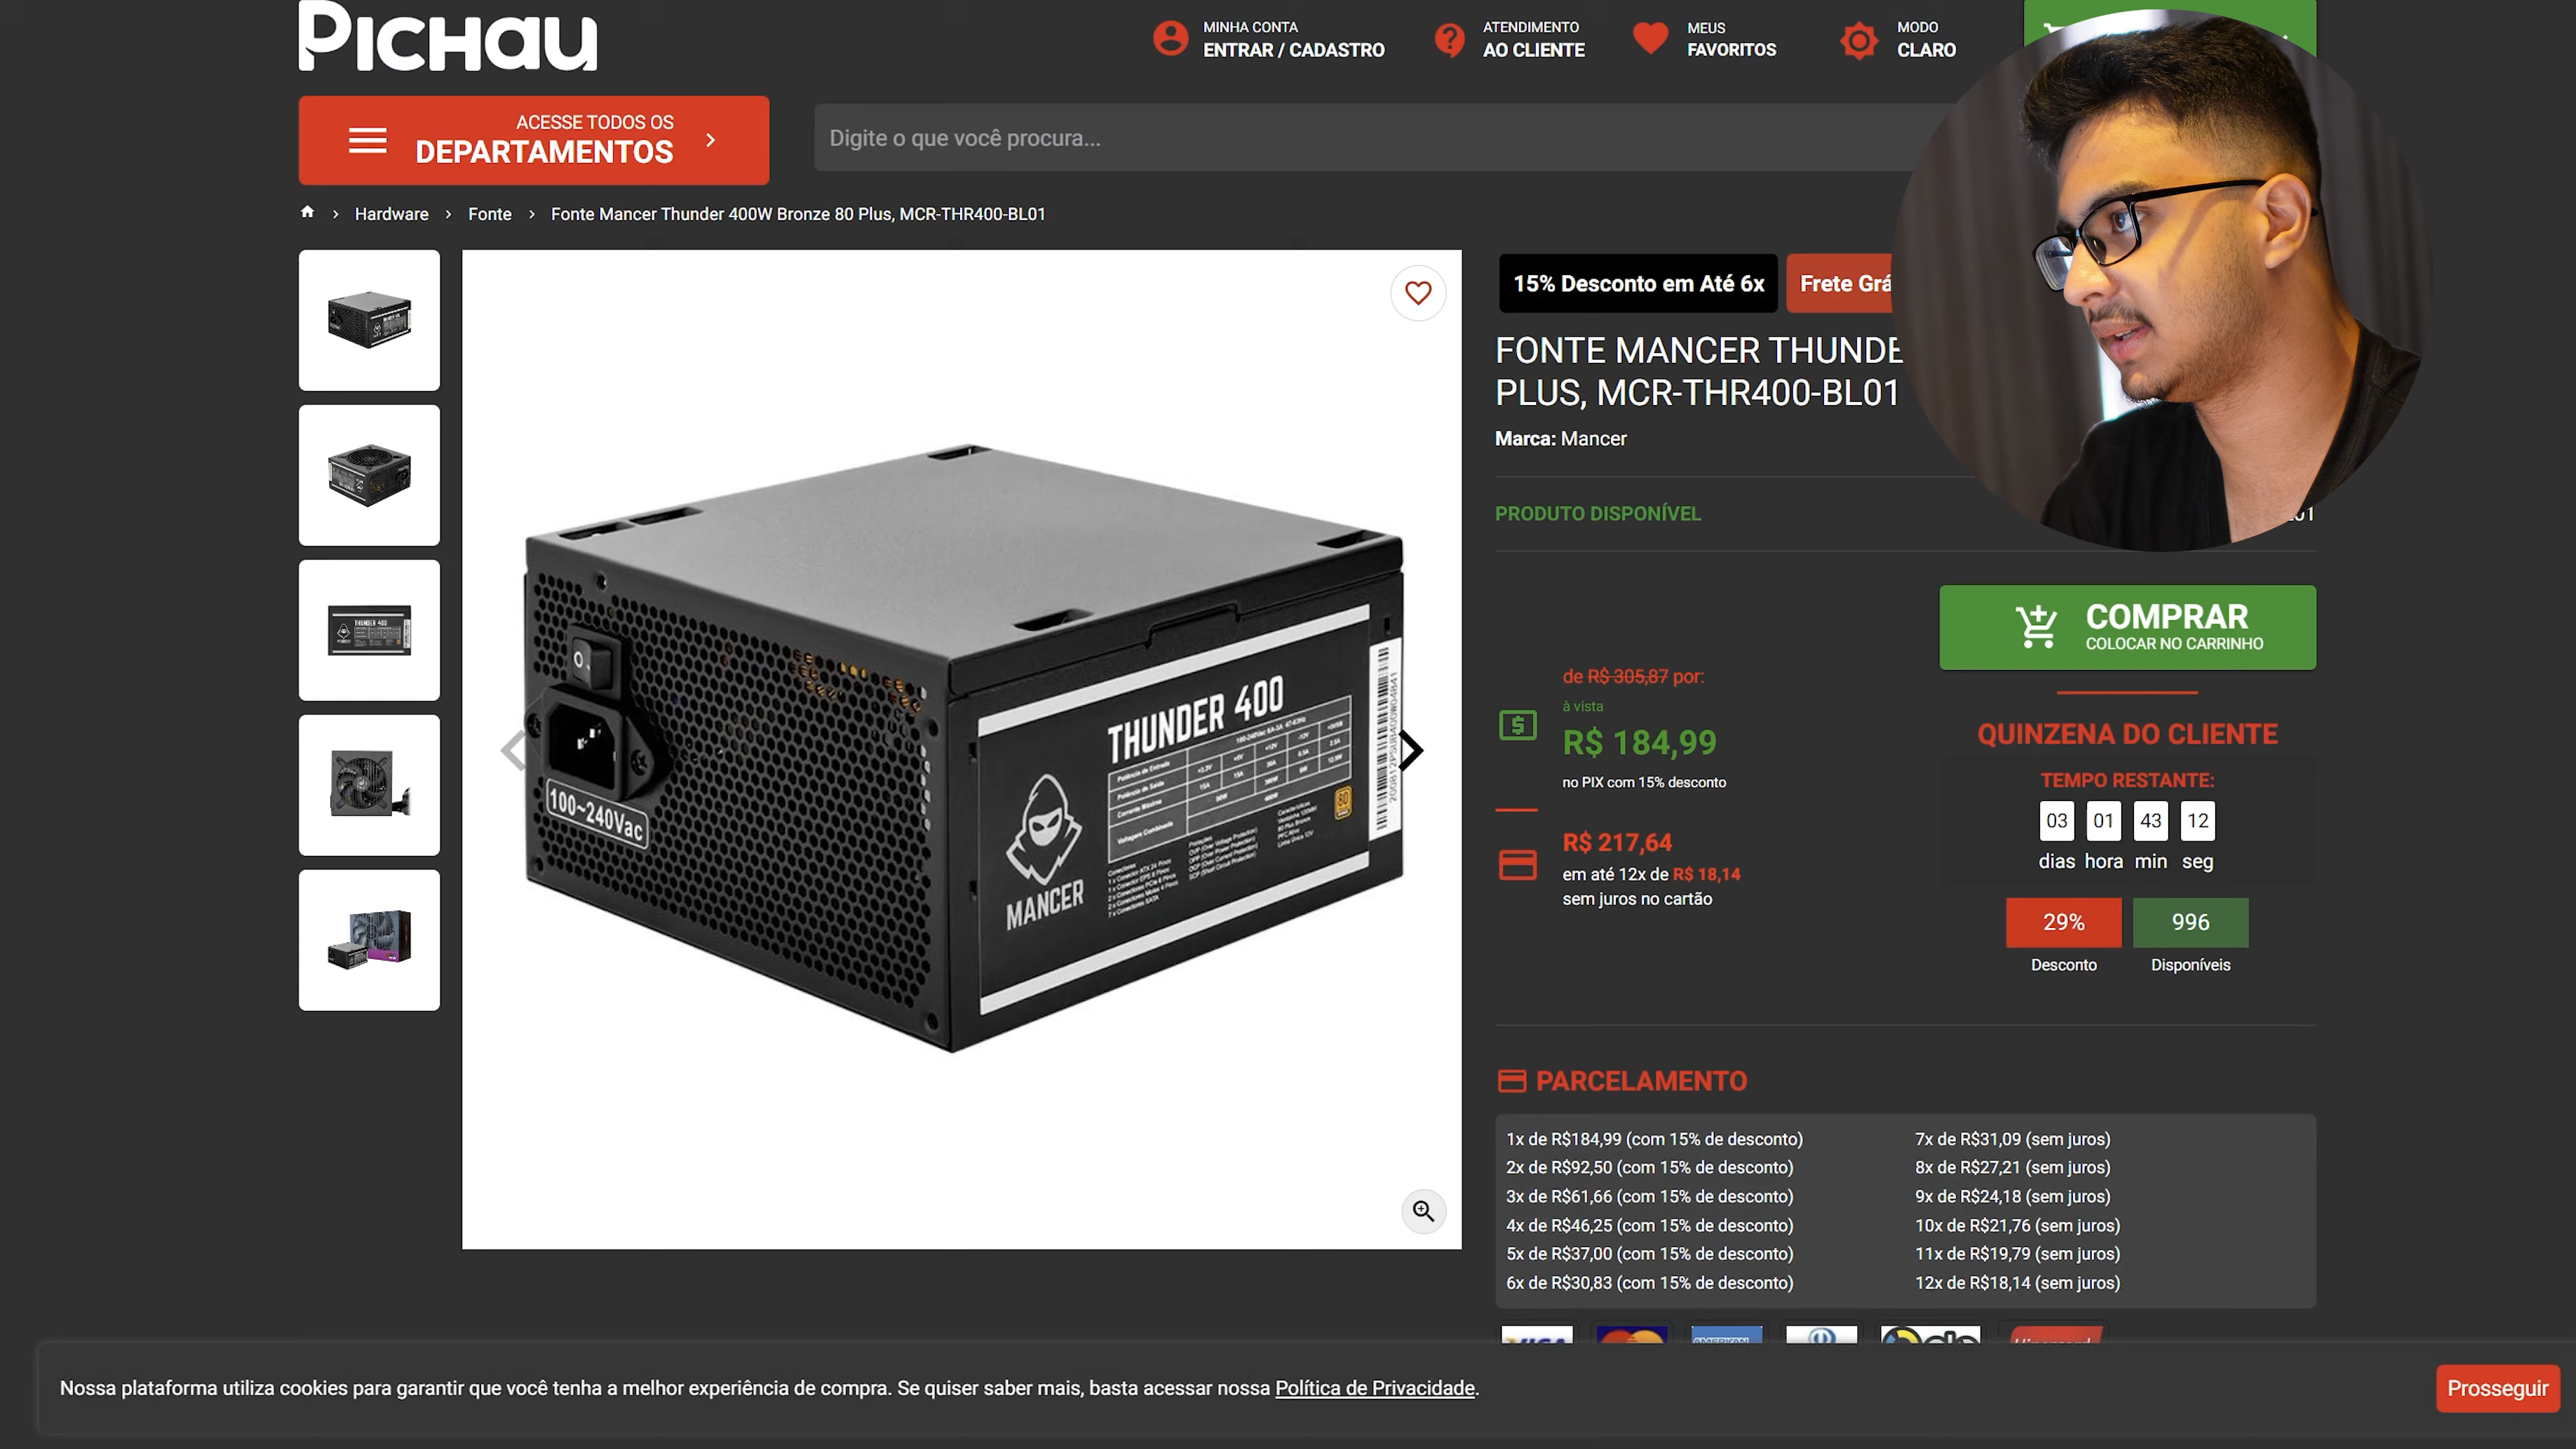 PICHAU
MINHA CONTA
ENTRAR / CADASTRO
ATENDIMENTO
AO CLIENTE
MEUS
FAVORITOS
MODO
CLARO
ACESSE TODOS OS
DEPARTAMENTOS
Digite o que você procura...
Hardware > Fonte > Fonte Mancer Thunder 400W Bronze 80 Plus, MCR-THR400-BL01
15% Desconto em Até 6x
Frete Grá
FONTE MANCER THUNDE
PLUS, MCR-THR400-BL01
Marca: Mancer
PRODUTO DISPONÍVEL
THUNDER 400
MANCER
100~240Vac
COMPRAR
COLOCAR NO CARRINHO
de R$ 305,87 por:
à vista
R$ 184,99
no PIX com 15% desconto
R$ 217,64
em até 12x de R$ 18,14
sem juros no cartão
QUINZENA DO CLIENTE
TEMPO RESTANTE:
03 01 43 12
dias hora min seg
29% 996
Desconto Disponíveis
PARCELAMENTO
1x de R$184,99 (com 15% de desconto)
2x de R$92,50 (com 15% de desconto)
3x de R$61,66 (com 15% de desconto)
4x de R$46,25 (com 15% de desconto)
5x de R$37,00 (com 15% de desconto)
6x de R$30,83 (com 15% de desconto)
7x de R$31,09 (sem juros)
8x de R$27,21 (sem juros)
9x de R$24,18 (sem juros)
10x de R$21,76 (sem juros)
11x de R$19,79 (sem juros)
12x de R$18,14 (sem juros)
Nossa plataforma utiliza cookies para garantir que você tenha a melhor experiência de compra. Se quiser saber mais, basta acessar nossa Política de Privacidade.
Prosseguir